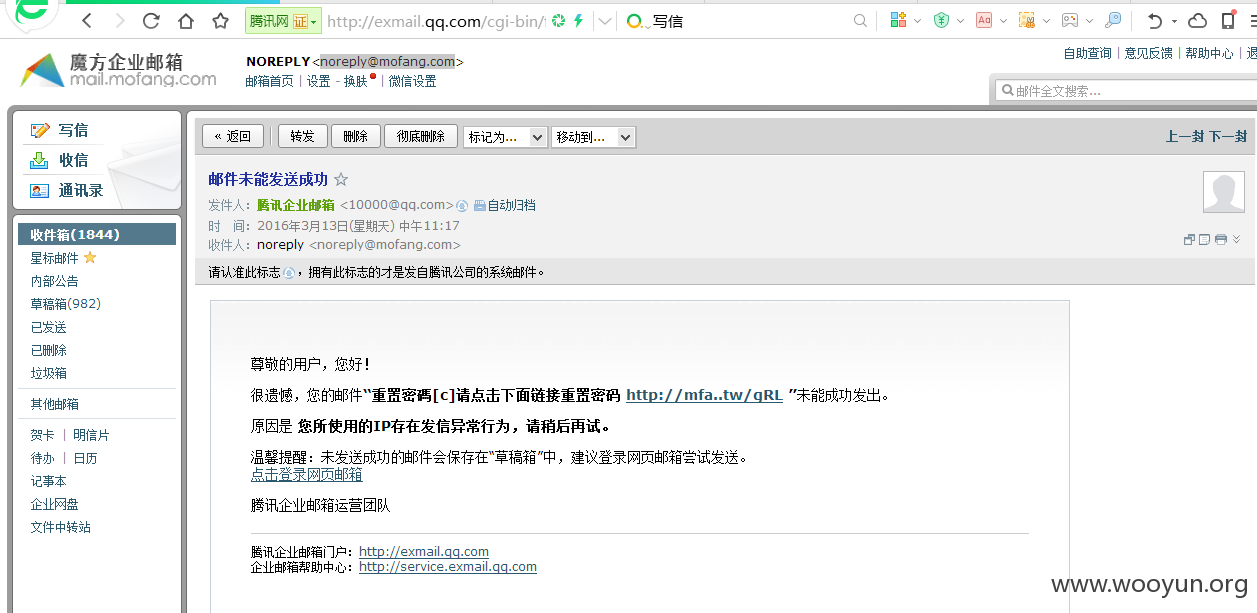 腾讯网 证 http://exmail.qq.com/cgi-bin/ 写信
魔方企业邮箱
mail.mofang.com
NOREPLY<noreply@mofang.com>
邮箱首页 | 设置 - 换肤 | 微信设置
自助查询 | 意见反馈 | 帮助中心 | 退
邮件全文搜索...
写信
收信
通讯录
收件箱(1844)
星标邮件
内部公告
草稿箱(982)
已发送
已删除
垃圾箱
其他邮箱
贺卡 | 明信片
待办 | 日历
记事本
企业网盘
文件中转站
« 返回 转发 删除 彻底删除 标记为... 移动到...
上一封 下一封
邮件未能发送成功
发件人：腾讯企业邮箱 <10000@qq.com> 自动归档
时 间：2016年3月13日(星期天) 中午11:17
收件人：noreply <noreply@mofang.com>
请认准此标志，拥有此标志的才是发自腾讯公司的系统邮件。
尊敬的用户，您好！
很遗憾，您的邮件“重置密碼[c]请点击下面链接重置密码 http://mfa..tw/qRL ”未能成功发出。
原因是 您所使用的IP存在发信异常行为，请稍后再试。
温馨提醒：未发送成功的邮件会保存在“草稿箱”中，建议登录网页邮箱尝试发送。
点击登录网页邮箱
腾讯企业邮箱运营团队
腾讯企业邮箱门户：http://exmail.qq.com
企业邮箱帮助中心：http://service.exmail.qq.com
www.wooyun.org